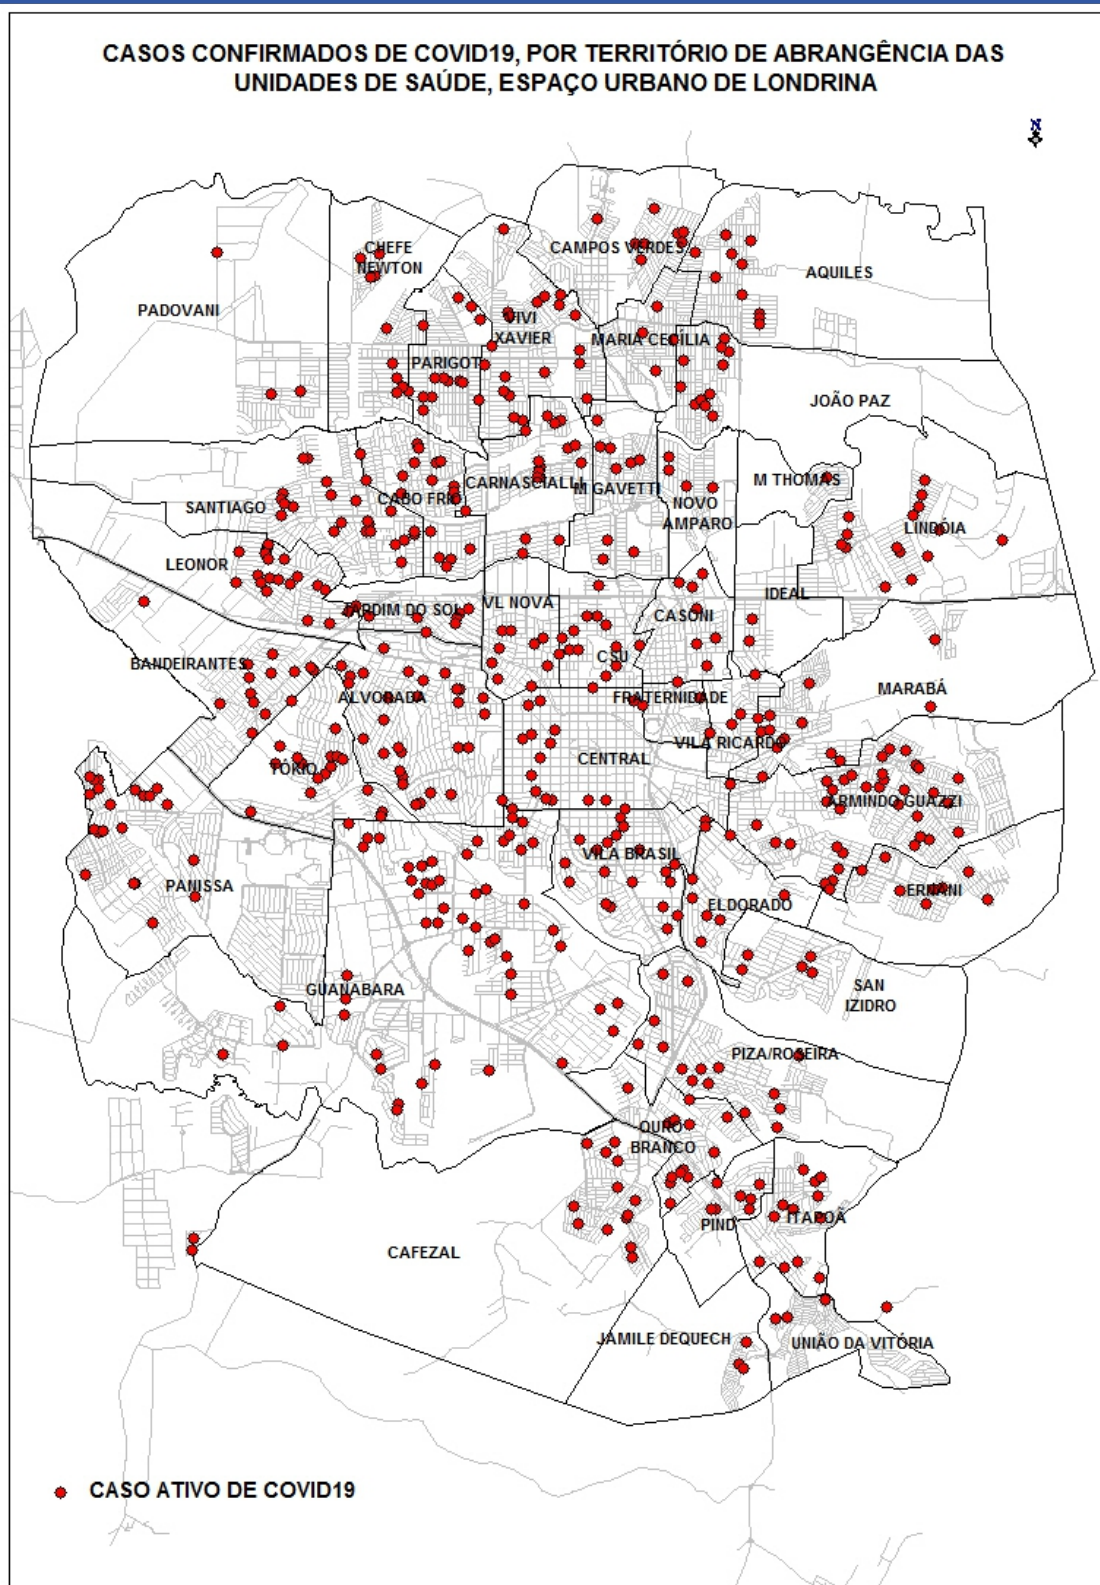 CASOS CONFIRMADOS DE COVID19, POR TERRITÓRIO DE ABRANGÊNCIA DAS
UNIDADES DE SAÚDE, ESPAÇO URBANO DE LONDRINA
N
CHEFE
NEWTON
CAMPOS VERDES
AQUILES
PADOVANI
VIVI
XAVIER
MARIA CECÍLIA
PARIGOT
JOÃO PAZ
SANTIAGO
CABO FRIO
CARNASCIALLI
M GAVETTI
NOVO
AMPARO
M THOMAS
LINDÓIA
LEONOR
JARDIM DO SOL
VL NOVA
CASONI
IDEAL
BANDEIRANTES
CSU
ALVORADA
FRATERNIDADE
MARABÁ
VILA RICARDO
CENTRAL
TÓKIO
ARMINDO GUAZZI
VILA BRASIL
PANISSA
ELDORADO
ERNANI
GUANABARA
SAN
IZIDRO
PIZA/ROSEIRA
OURO
BRANCO
PIND
ITAPOÃ
CAFEZAL
JAMILE DEQUECH
UNIÃO DA VITÓRIA
CASO ATIVO DE COVID19